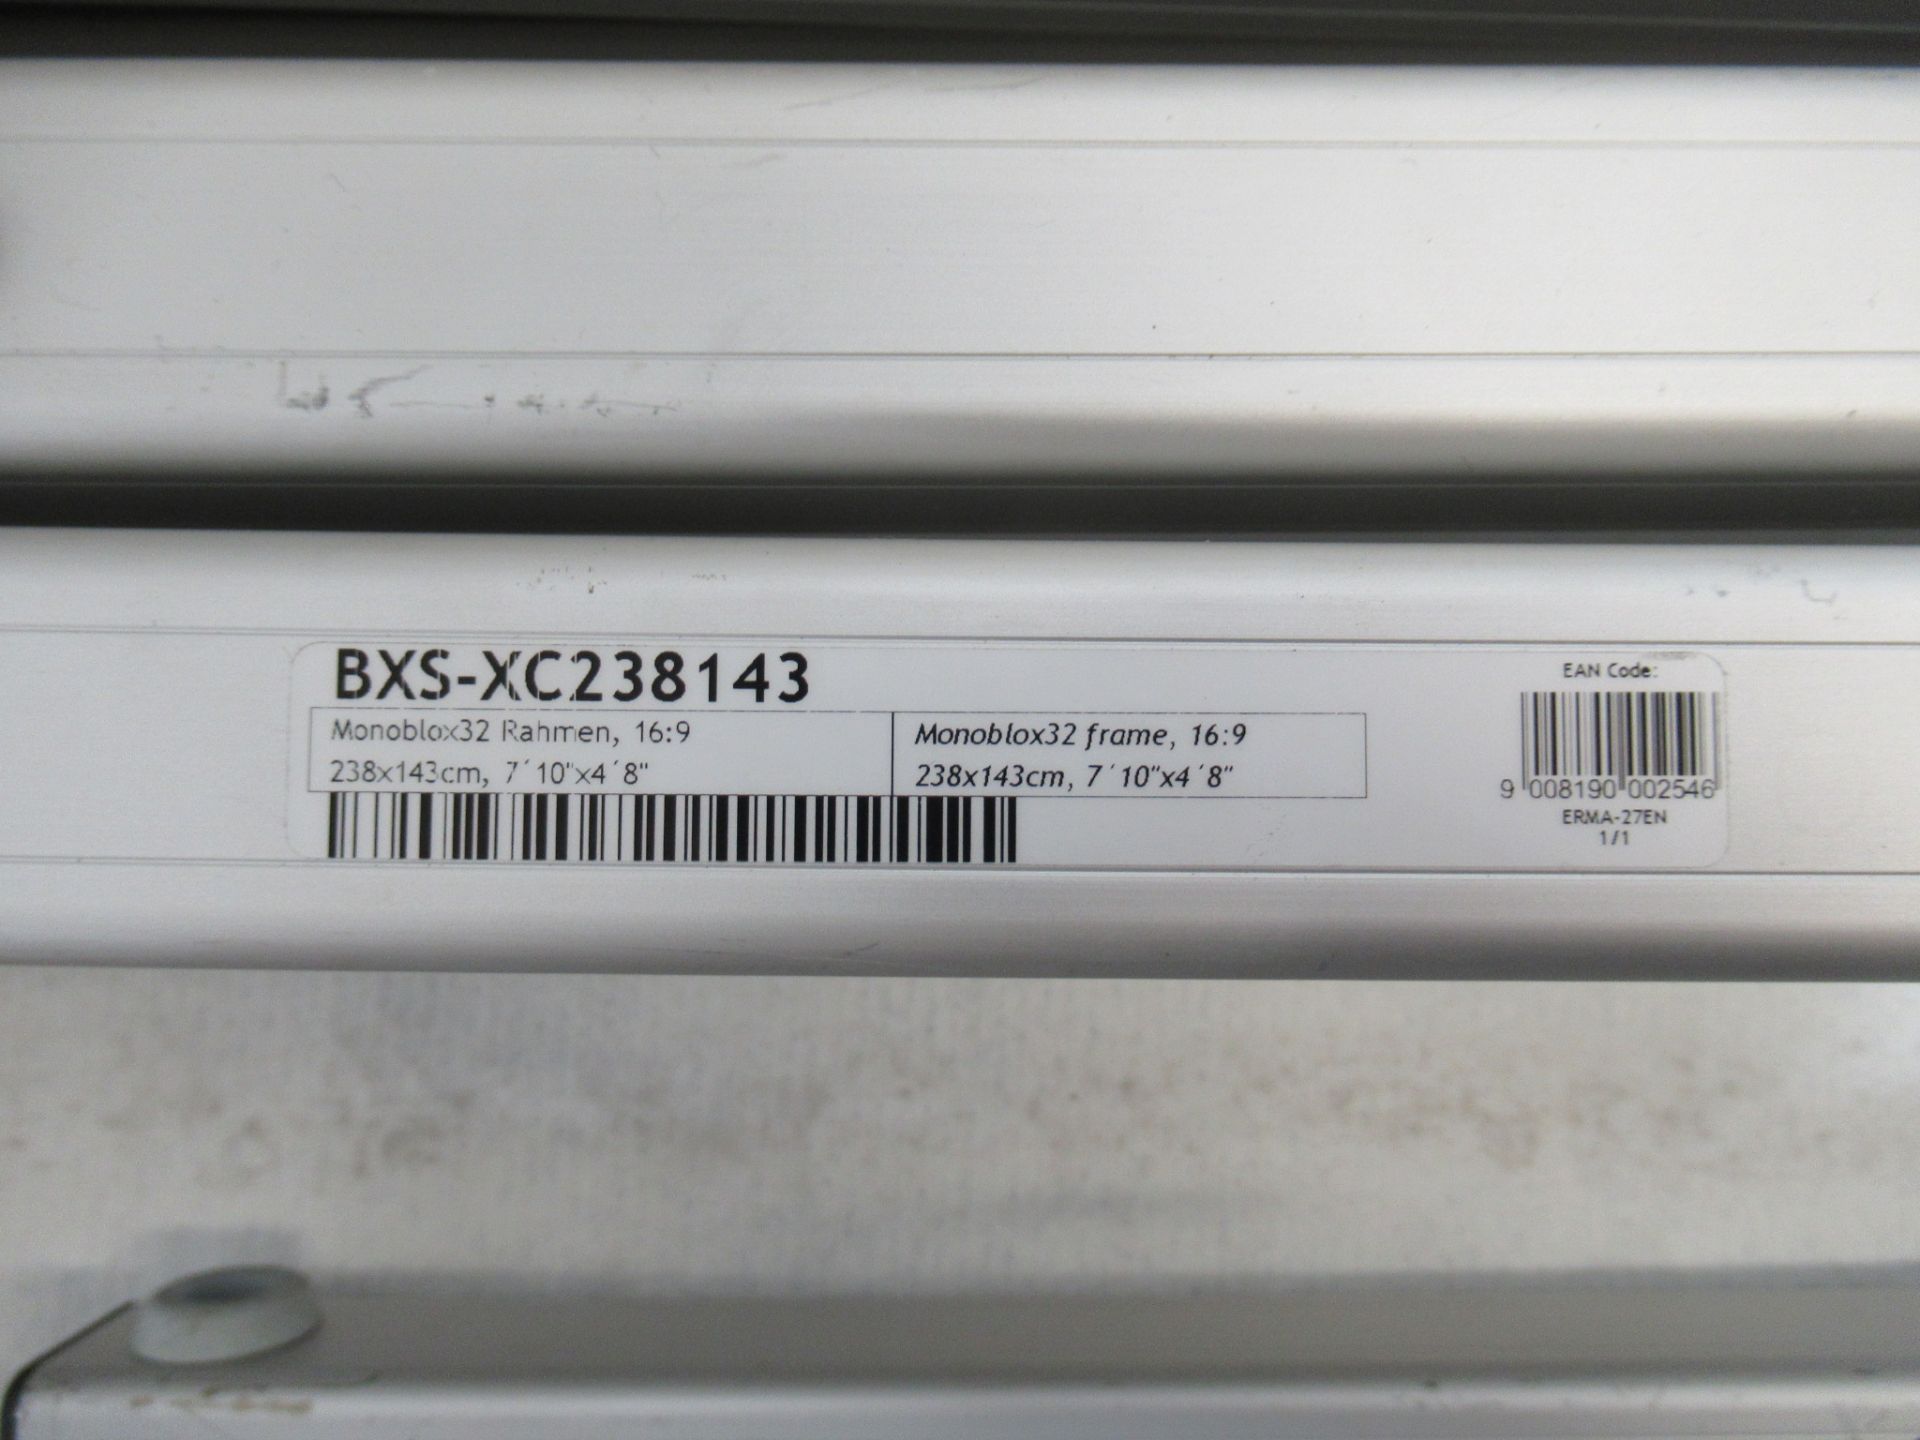 BXS-XC238143
Monoblox32 Rahmen, 16:9
238x143cm, 7´10"x4´8"
Monoblox32 frame, 16:9
238x143cm, 7´10"x4´8"
EAN Code:
9 008190 002546
ERMA-27EN
1/1